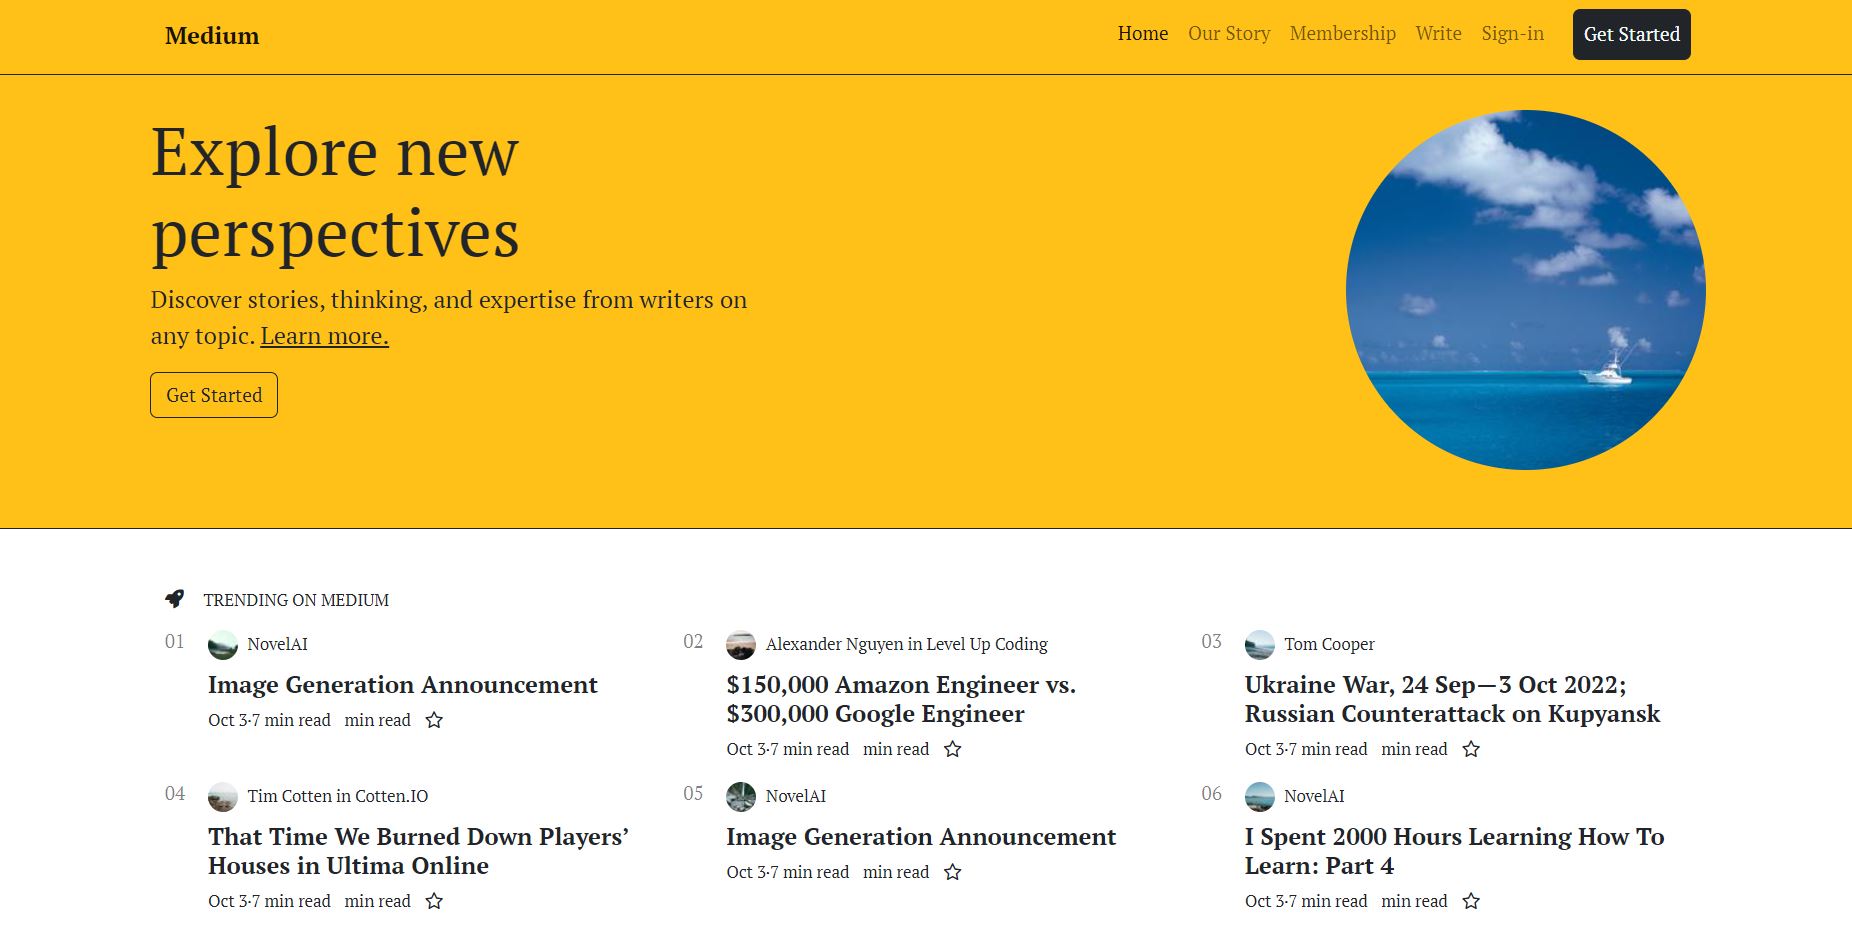 Medium
Home Our Story Membership Write Sign-in Get Started
Explore new
perspectives
Discover stories, thinking, and expertise from writers on
any topic. Learn more.
Get Started
TRENDING ON MEDIUM
01 NovelAI
Image Generation Announcement
Oct 3·7 min read min read
02 Alexander Nguyen in Level Up Coding
$150,000 Amazon Engineer vs.
$300,000 Google Engineer
Oct 3·7 min read min read
03 Tom Cooper
Ukraine War, 24 Sep—3 Oct 2022;
Russian Counterattack on Kupyansk
Oct 3·7 min read min read
04 Tim Cotten in Cotten.IO
That Time We Burned Down Players’
Houses in Ultima Online
Oct 3·7 min read min read
05 NovelAI
Image Generation Announcement
Oct 3·7 min read min read
06 NovelAI
I Spent 2000 Hours Learning How To
Learn: Part 4
Oct 3·7 min read min read